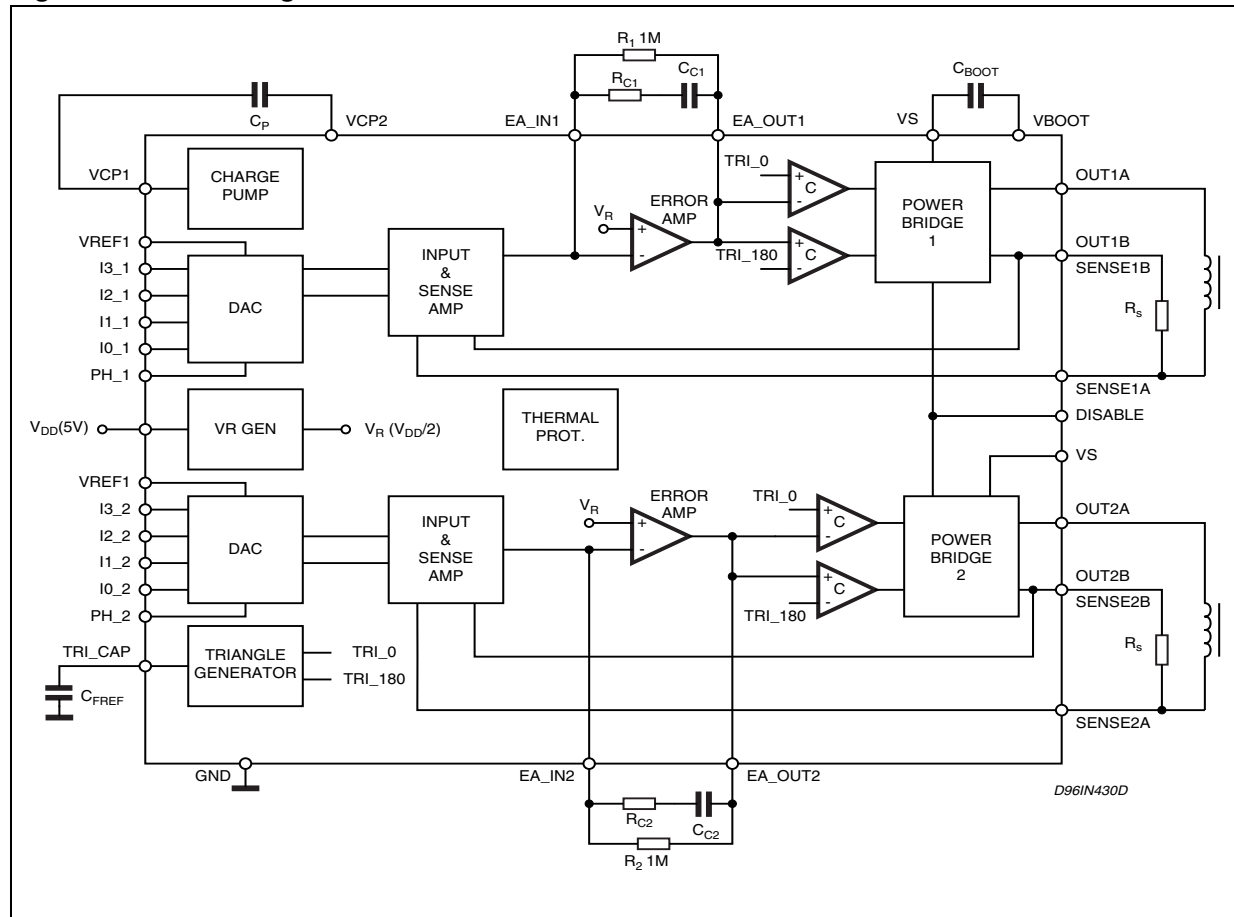 R1 1M
RC1
CC1
CBOOT
CP
VCP2
EA_IN1
EA_OUT1
VS
VBOOT
VCP1
CHARGE
PUMP
TRI_0
+
C
-
OUT1A
VREF1
I3_1
I2_1
I1_1
I0_1
PH_1
DAC
INPUT
&
SENSE
AMP
VR
ERROR
AMP
+
-
TRI_180
+
C
-
POWER
BRIDGE
1
OUT1B
SENSE1B
Rs
SENSE1A
DISABLE
VDD(5V)
VR GEN
VR (VDD/2)
THERMAL
PROT.
VS
VREF1
I3_2
I2_2
I1_2
I0_2
PH_2
DAC
INPUT
&
SENSE
AMP
VR
ERROR
AMP
+
-
TRI_0
+
C
-
TRI_180
+
C
-
POWER
BRIDGE
2
OUT2A
OUT2B
SENSE2B
Rs
SENSE2A
TRI_CAP
TRIANGLE
GENERATOR
TRI_0
TRI_180
CFREF
GND
EA_IN2
EA_OUT2
RC2
CC2
R2 1M
D96IN430D